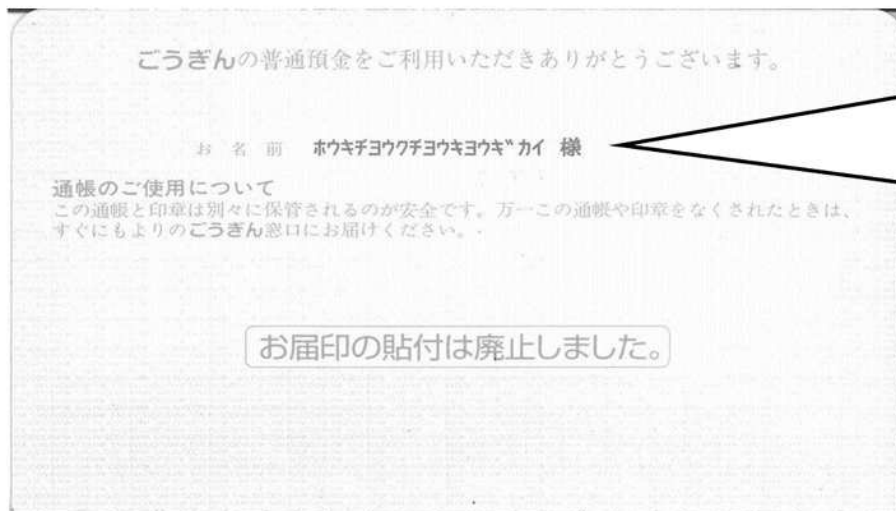 ごうぎんの普通預金をご利用いただきありがとうございます。
お名前 ホウキチヨウクチヨウキヨウギカイ 様
通帳のご使用について
この通帳と印章は別々に保管されるのが安全です。万一この通帳や印章をなくされたときは、
すぐにもよりのごうぎん窓口にお届けください。
お届印の貼付は廃止しました。